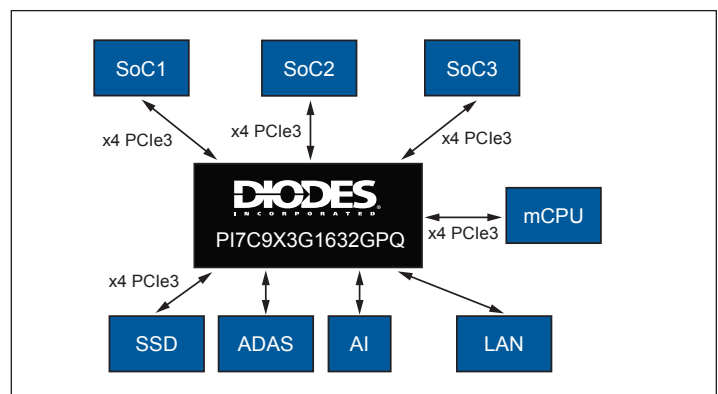 SoC1 SoC2 SoC3
x4 PCIe3 x4 PCIe3 x4 PCIe3
DIODES®
INCORPORATED
PI7C9X3G1632GPQ
mCPU
x4 PCIe3
x4 PCIe3
SSD ADAS AI LAN